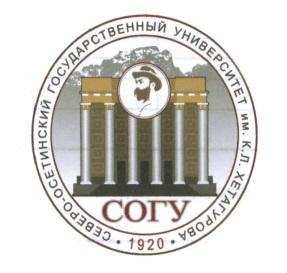 СЕВЕРО-ОСЕТИНСКИЙ ГОСУДАРСТВЕННЫЙ УНИВЕРСИТЕТ ИМ. К.Л. ХЕТАГУРОВА
СОГУ
• 1920 •